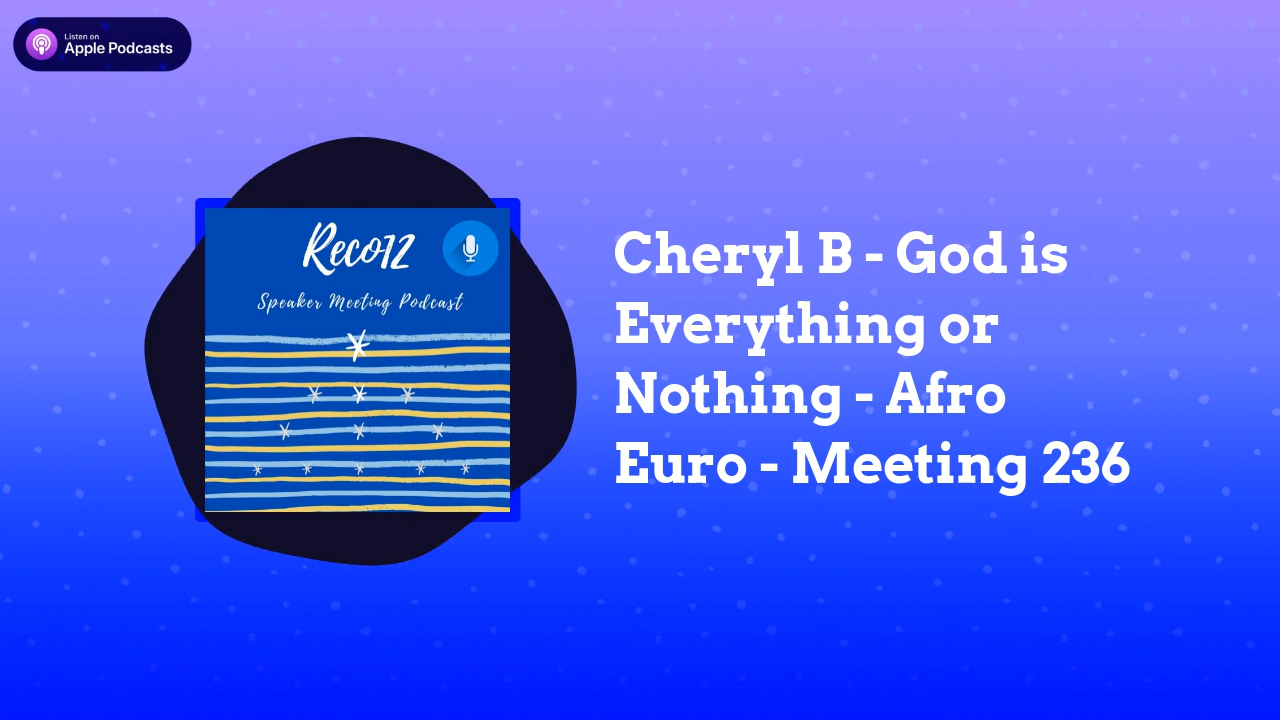 Listen on
Apple Podcasts
Reco12
Speaker Meeting Podcast
Cheryl B - God is
Everything or
Nothing - Afro
Euro - Meeting 236